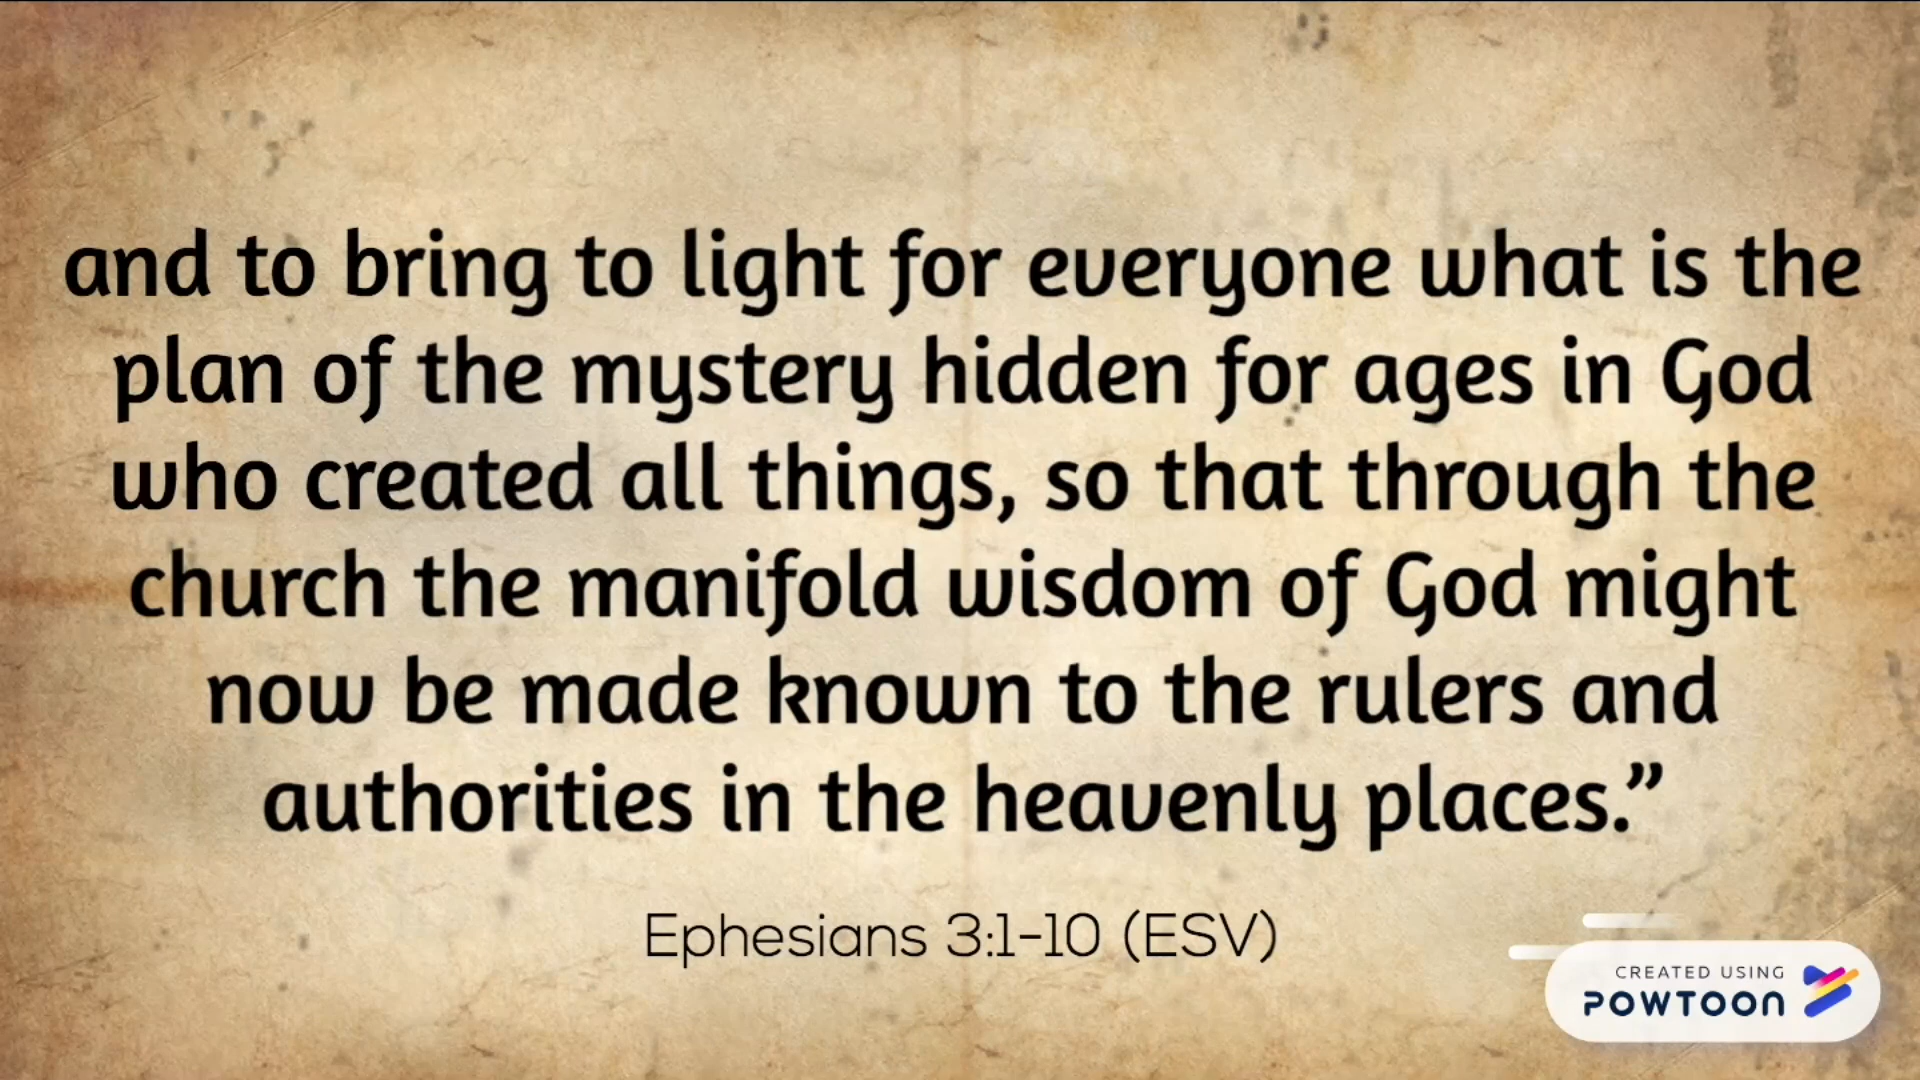 and to bring to light for everyone what is the
plan of the mystery hidden for ages in God
who created all things, so that through the
church the manifold wisdom of God might
now be made known to the rulers and
authorities in the heavenly places.”
Ephesians 3:1-10 (ESV)
CREATED USING
POWTOON